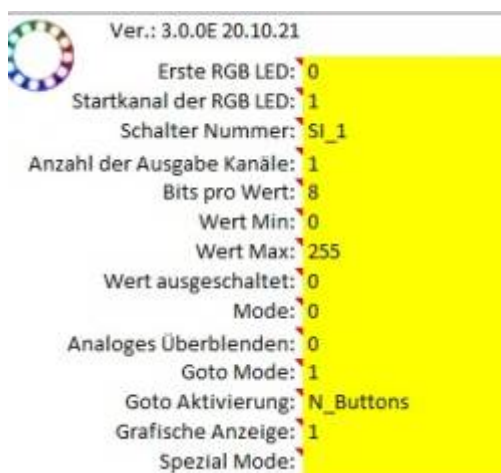 Ver.: 3.0.0E 20.10.21
Erste RGB LED: 0
Startkanal der RGB LED: 1
Schalter Nummer: SI_1
Anzahl der Ausgabe Kanäle: 1
Bits pro Wert: 8
Wert Min: 0
Wert Max: 255
Wert ausgeschaltet: 0
Mode: 0
Analoges Überblenden: 0
Goto Mode: 1
Goto Aktivierung: N_Buttons
Grafische Anzeige: 1
Spezial Mode: